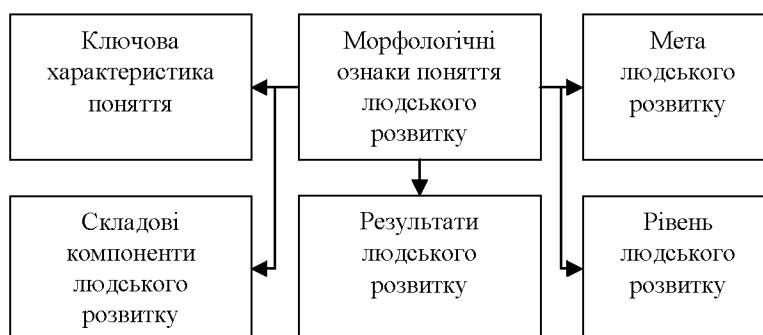 Ключова
характеристика
поняття
Морфологічні
ознаки поняття
людського
розвитку
Мета
людського
розвитку
Складові
компоненти
людського
розвитку
Результати
людського
розвитку
Рівень
людського
розвитку